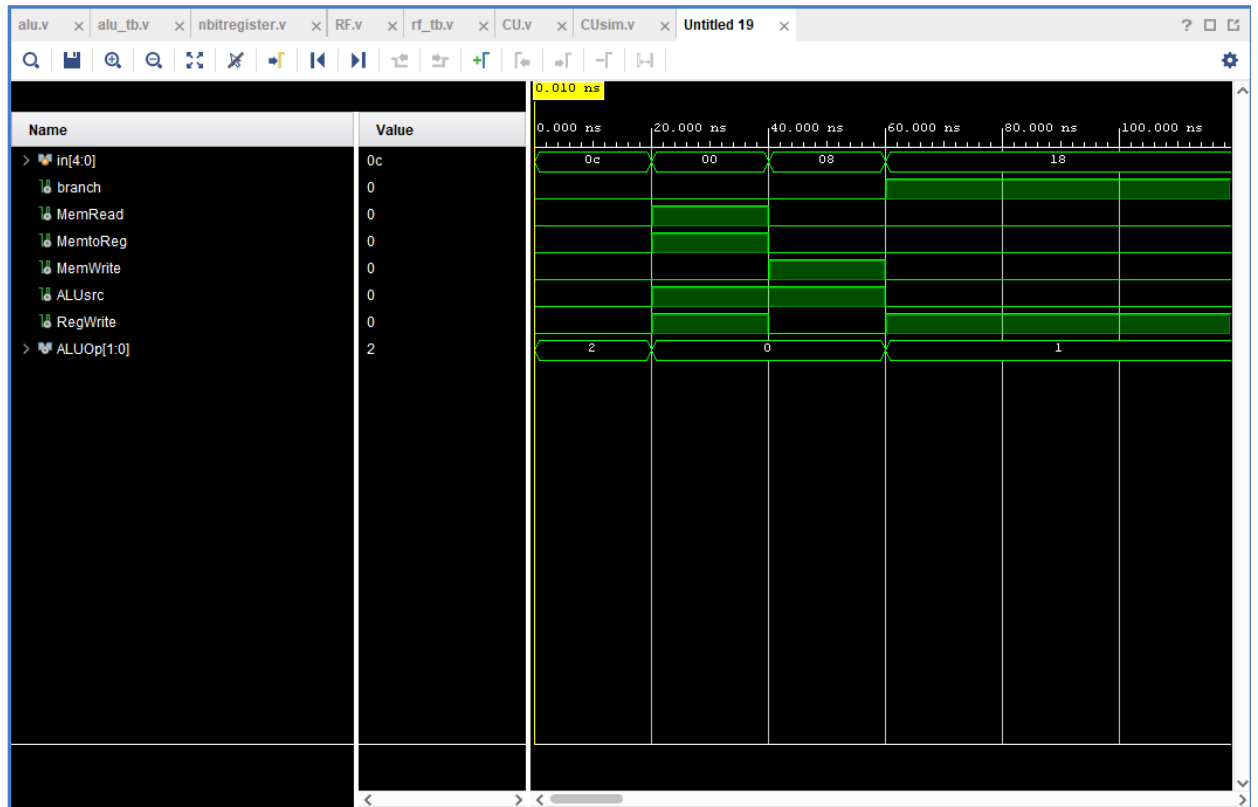 alu.v alu_tb.v nbitregister.v RF.v rf_tb.v CU.v CUsim.v Untitled 19
0.010 ns
Name Value 0.000 ns 20.000 ns 40.000 ns 60.000 ns 80.000 ns 100.000 ns
in[4:0] 0c 0c 00 08 18
branch 0
MemRead 0
MemtoReg 0
MemWrite 0
ALUsrc 0
RegWrite 0
ALUOp[1:0] 2 2 0 1